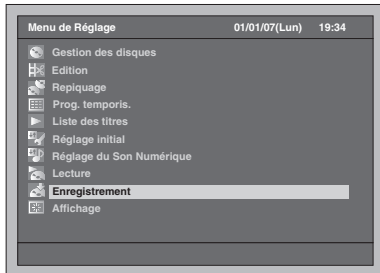 Menu de Réglage 01/01/07(Lun) 19:34
Gestion des disques
Edition
Repiquage
Prog. temporis.
Liste des titres
Réglage initial
Réglage du Son Numérique
Lecture
Enregistrement
Affichage